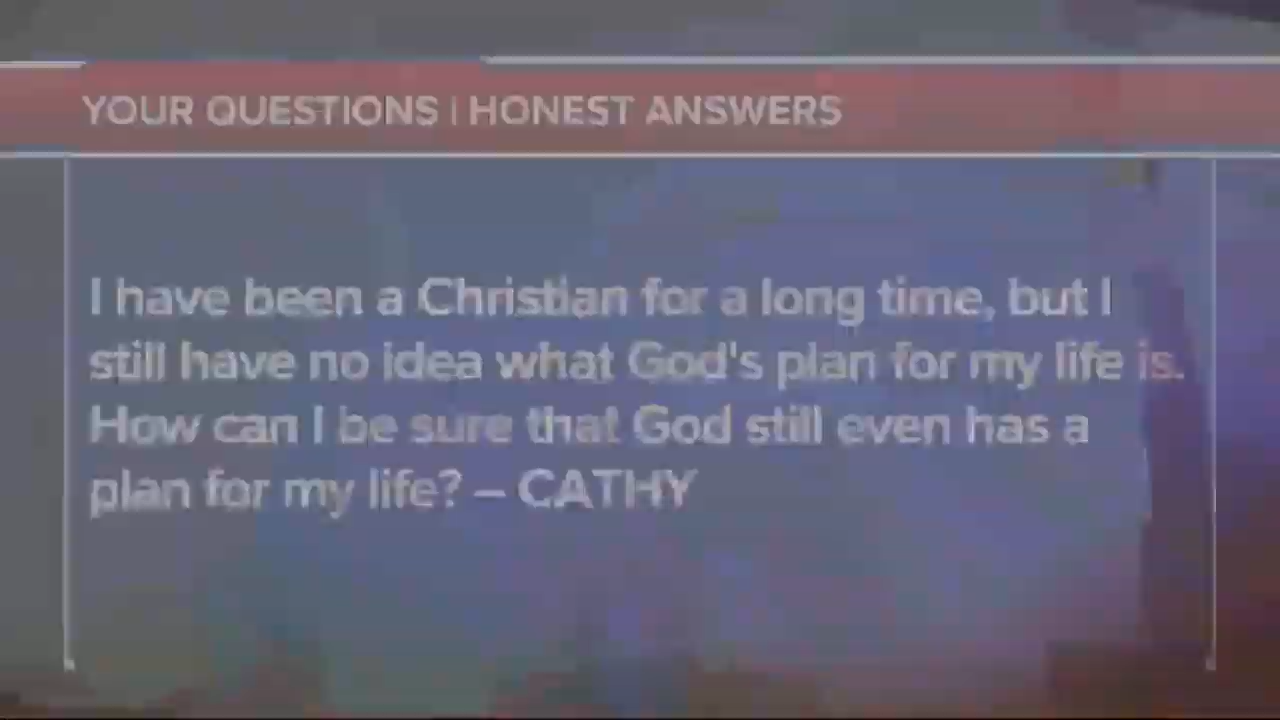 YOUR QUESTIONS | HONEST ANSWERS
I have been a Christian for a long time, but I
still have no idea what God's plan for my life is.
How can I be sure that God still even has a
plan for my life? – CATHY